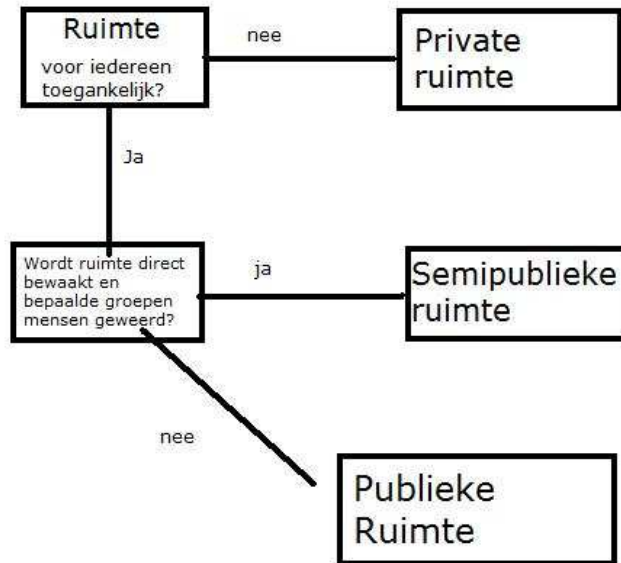 Ruimte
voor iedereen
toegankelijk?
nee
Private
ruimte
Ja
Wordt ruimte direct
bewaakt en
bepaalde groepen
mensen geweerd?
ja
Semipublieke
ruimte
nee
Publieke
Ruimte